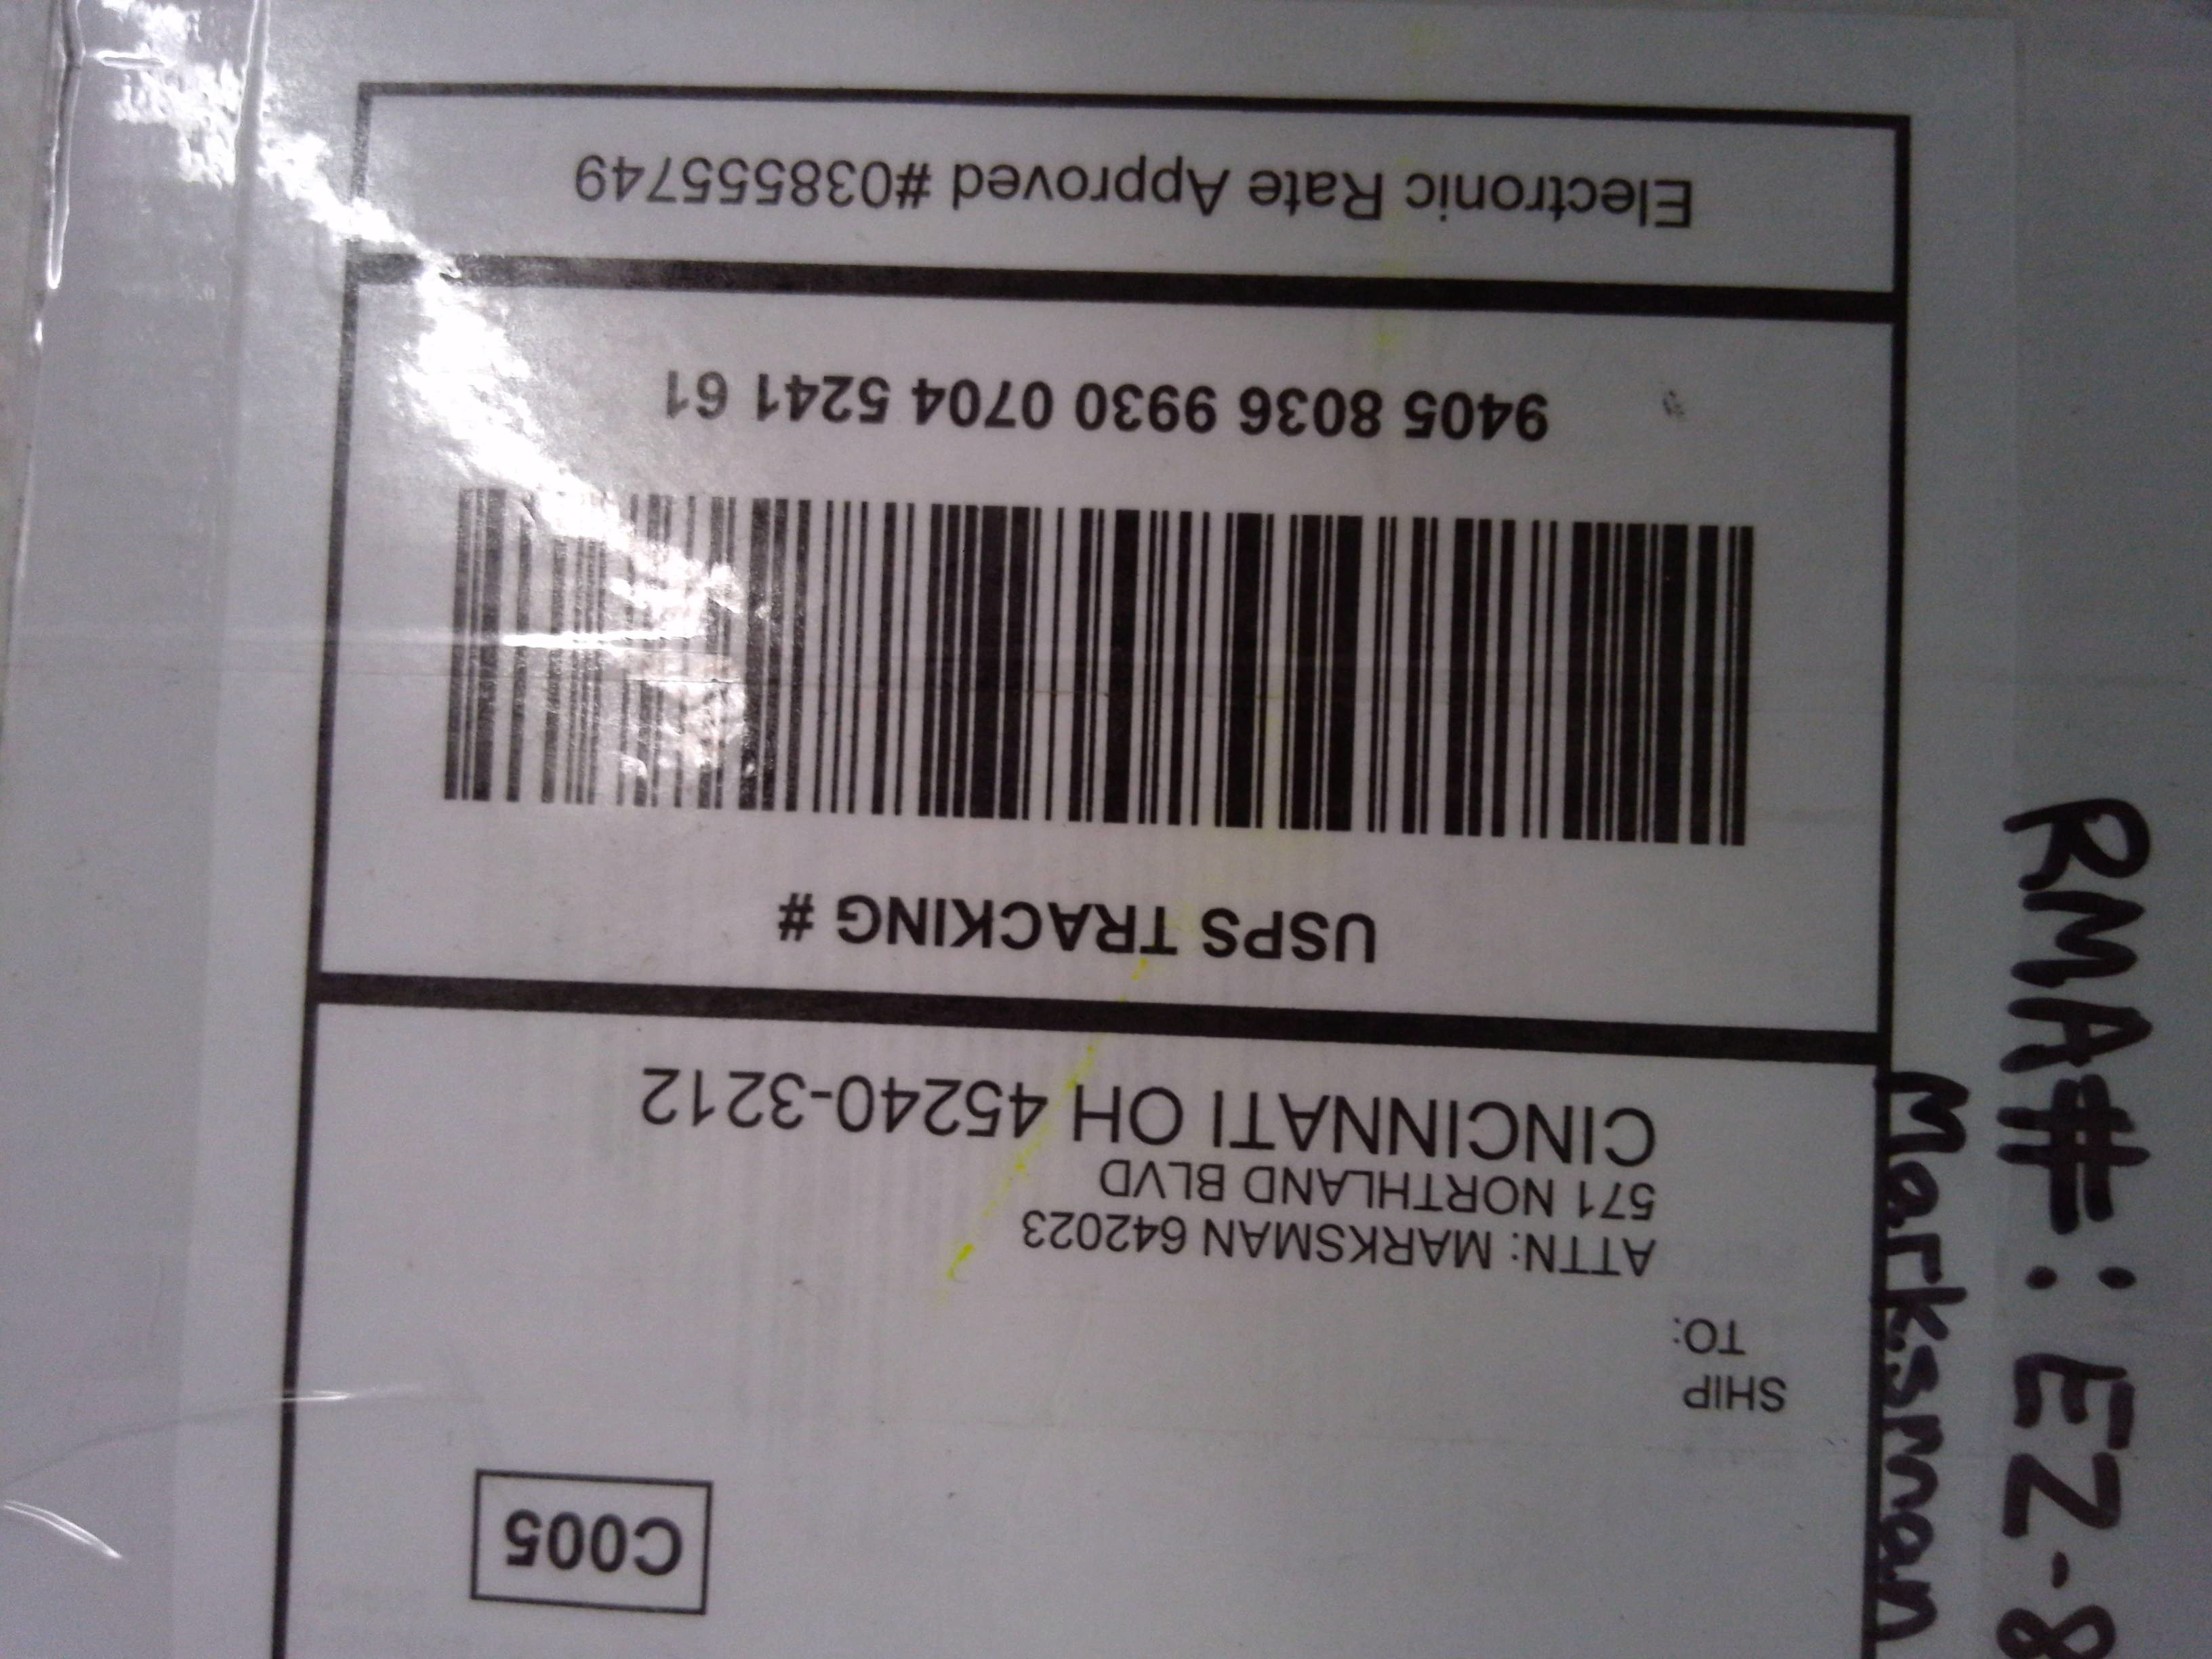 C005
SHIP
TO:
ATTN: MARKSMAN 642023
571 NORTHLAND BLVD
CINCINNATI OH 45240-3212
USPS TRACKING #
9405 8036 9930 0704 5241 61
Electronic Rate Approved #038555749
RMA#: EZ-8
Marksman